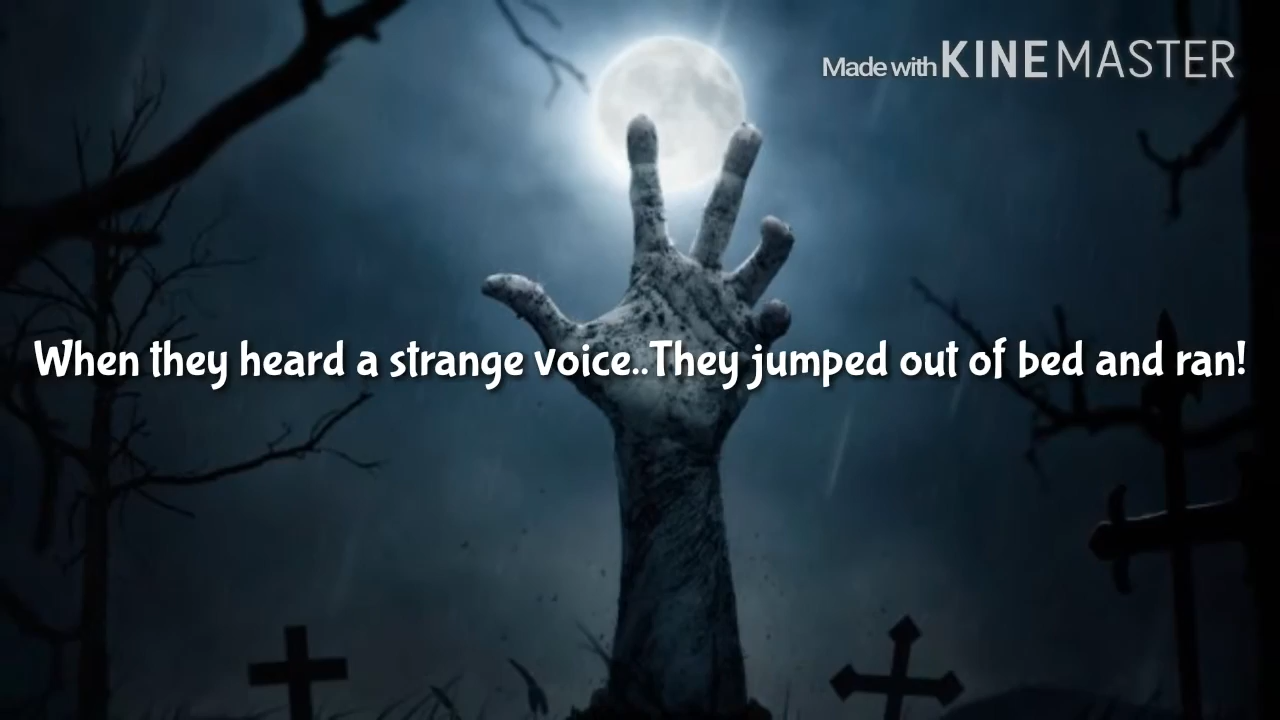 Made with KINEMASTER
When they heard a strange voice..They jumped out of bed and ran!